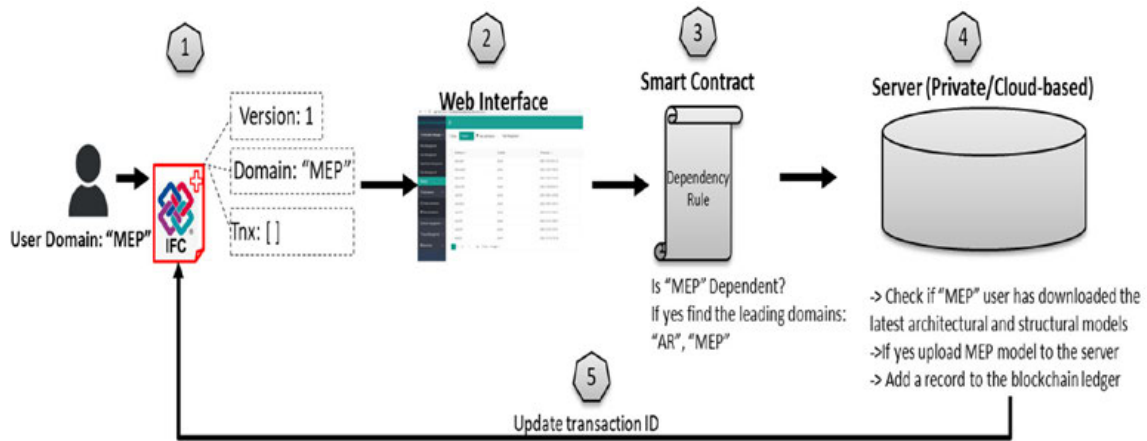 1
2
3
4
Version: 1
Domain: "MEP"
Tnx: [ ]
User Domain: "MEP"
IFC
Web Interface
Smart Contract
Dependency
Rule
Is "MEP" Dependent?
If yes find the leading domains:
"AR", "MEP"
Server (Private/Cloud-based)
-> Check if "MEP" user has downloaded the
latest architectural and structural models
->If yes upload MEP model to the server
-> Add a record to the blockchain ledger
5
Update transaction ID